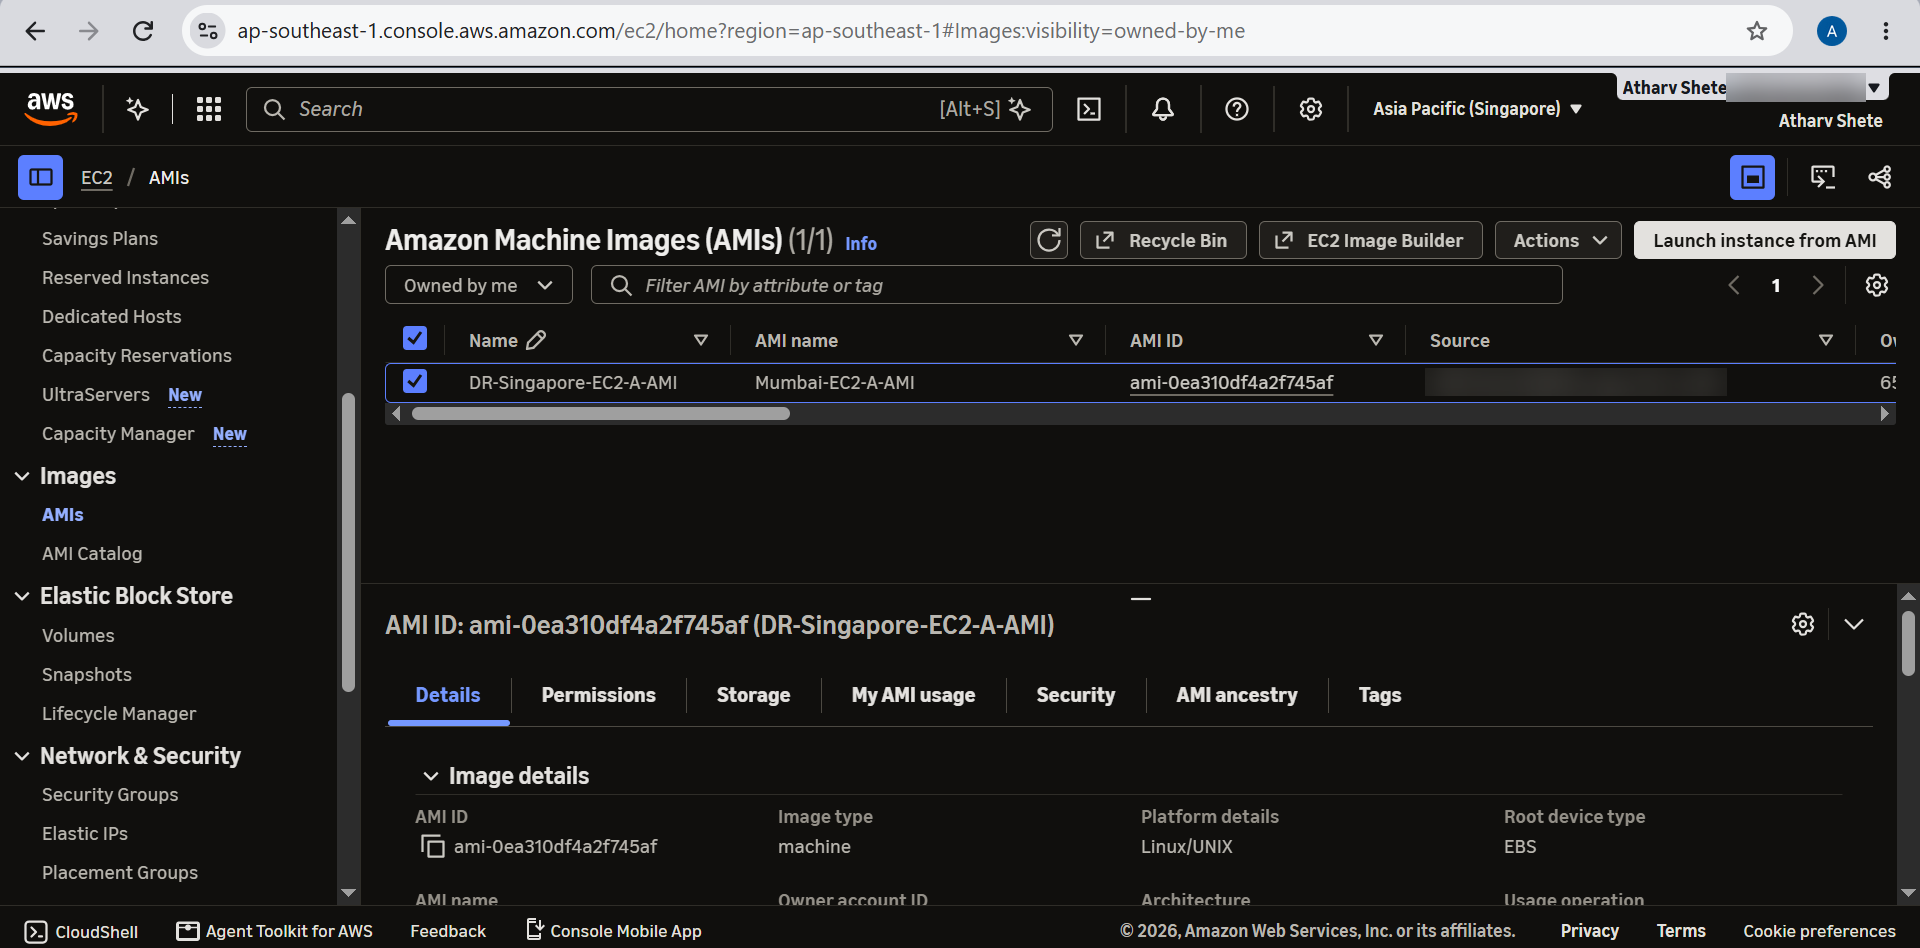 ap-southeast-1.console.aws.amazon.com/ec2/home?region=ap-southeast-1#Images:visibility=owned-by-me
A
aws
Search
[Alt+S]
Asia Pacific (Singapore)
Atharv Shete
Atharv Shete
EC2 / AMIs
Savings Plans
Reserved Instances
Dedicated Hosts
Capacity Reservations
UltraServers New
Capacity Manager New
Images
AMIs
AMI Catalog
Elastic Block Store
Volumes
Snapshots
Lifecycle Manager
Network & Security
Security Groups
Elastic IPs
Placement Groups
Amazon Machine Images (AMIs) (1/1) Info
Recycle Bin
EC2 Image Builder
Actions
Launch instance from AMI
Owned by me
Filter AMI by attribute or tag
1
Name AMI name AMI ID Source
DR-Singapore-EC2-A-AMI Mumbai-EC2-A-AMI ami-0ea310df4a2f745af
AMI ID: ami-0ea310df4a2f745af (DR-Singapore-EC2-A-AMI)
Details Permissions Storage My AMI usage Security AMI ancestry Tags
Image details
AMI ID Image type Platform details Root device type
ami-0ea310df4a2f745af machine Linux/UNIX EBS
AMI name Owner account ID Architecture Usage operation
CloudShell Agent Toolkit for AWS Feedback Console Mobile App © 2026, Amazon Web Services, Inc. or its affiliates. Privacy Terms Cookie preferences